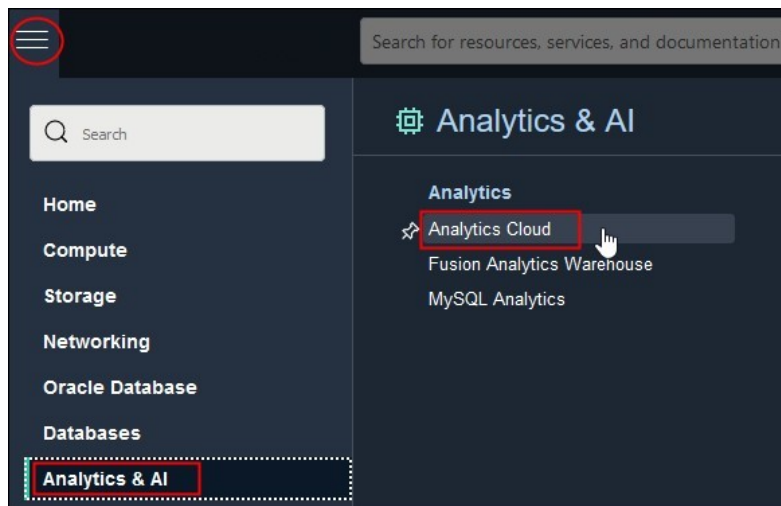 Search for resources, services, and documentation
Search
Home
Compute
Storage
Networking
Oracle Database
Databases
Analytics & AI
Analytics & AI
Analytics
Analytics Cloud
Fusion Analytics Warehouse
MySQL Analytics